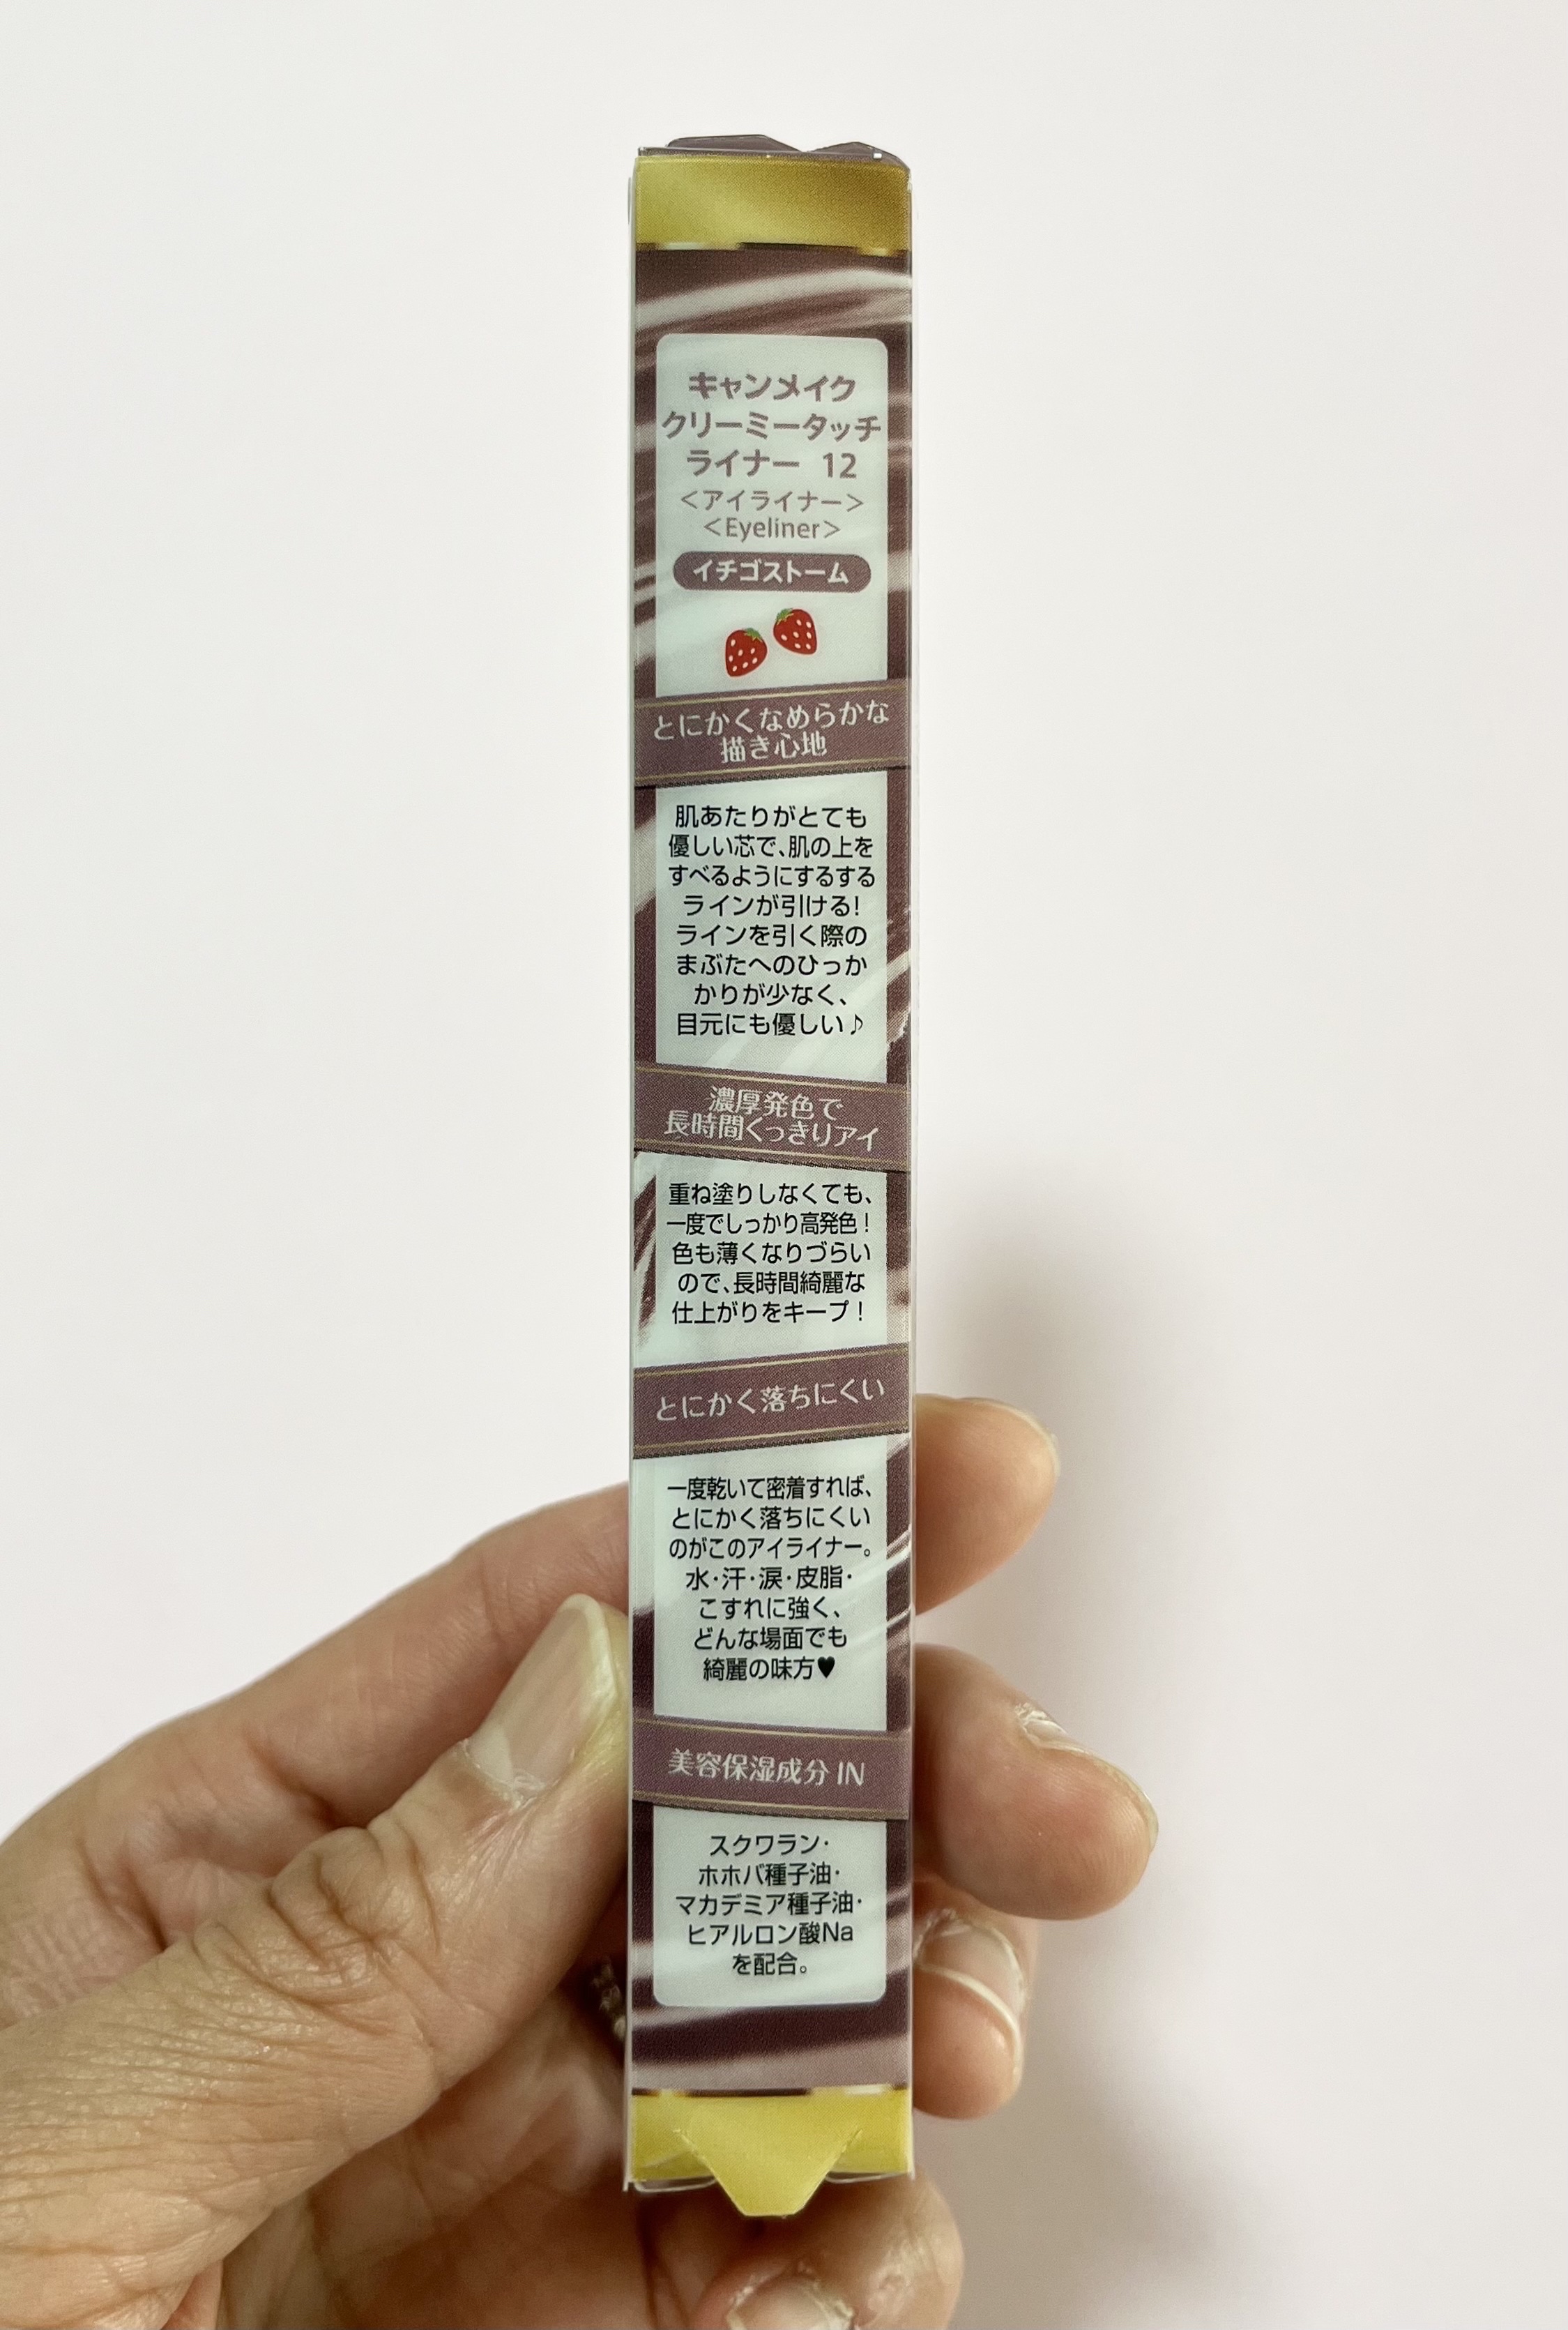 キャンメイク
クリーミータッチ
ライナー 12
＜アイライナー＞
＜Eyeliner＞
イチゴストーム
とにかくなめらかな
描き心地
肌あたりがとても
優しい芯で、肌の上を
すべるようにするする
ラインが引ける!
ラインを引く際の
まぶたへのひっか
かりが少なく、
目元にも優しい♪
濃厚発色で
長時間くっきりアイ
重ね塗りしなくても、
一度でしっかり高発色！
色も薄くなりづらい
ので、長時間綺麗な
仕上がりをキープ！
とにかく落ちにくい
一度乾いて密着すれば、
とにかく落ちにくい
のがこのアイライナー。
水・汗・涙・皮脂・
こすれに強く、
どんな場面でも
綺麗の味方♥
美容保湿成分 IN
スクワラン・
ホホバ種子油・
マカデミア種子油・
ヒアルロン酸Na
を配合。